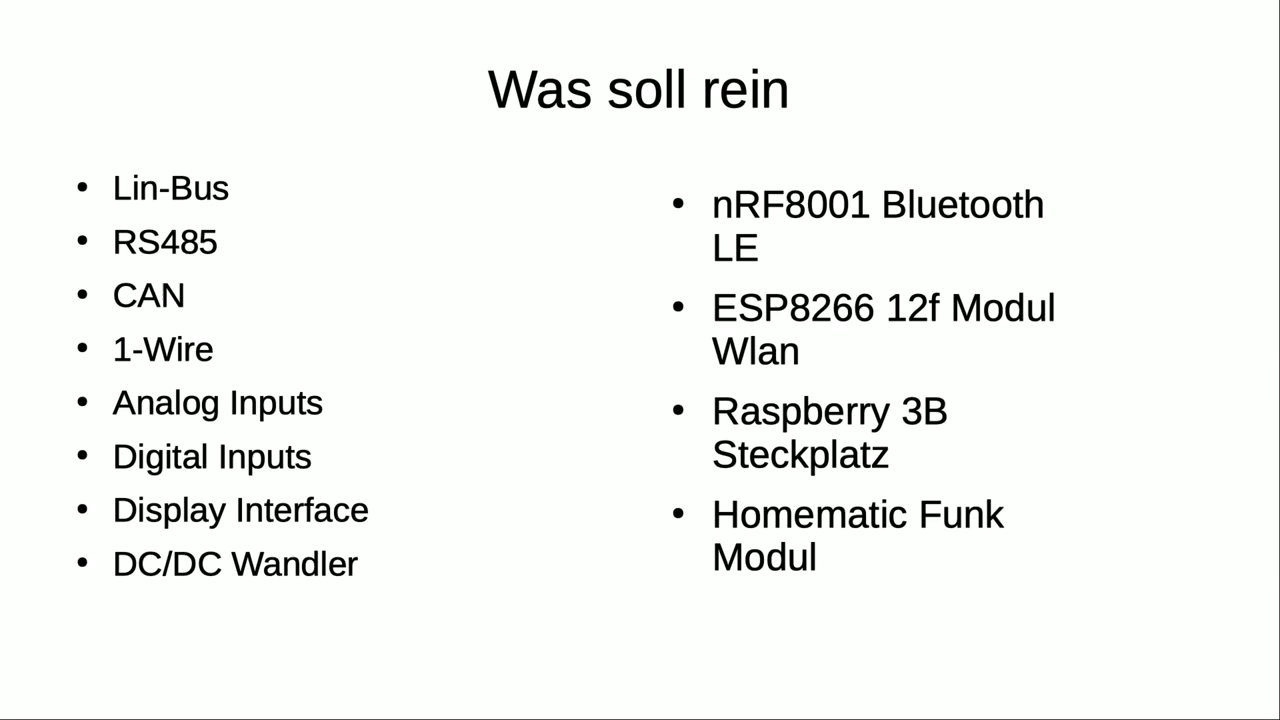 Was soll rein
• Lin-Bus
• RS485
• CAN
• 1-Wire
• Analog Inputs
• Digital Inputs
• Display Interface
• DC/DC Wandler
• nRF8001 Bluetooth
LE
• ESP8266 12f Modul
Wlan
• Raspberry 3B
Steckplatz
• Homematic Funk
Modul